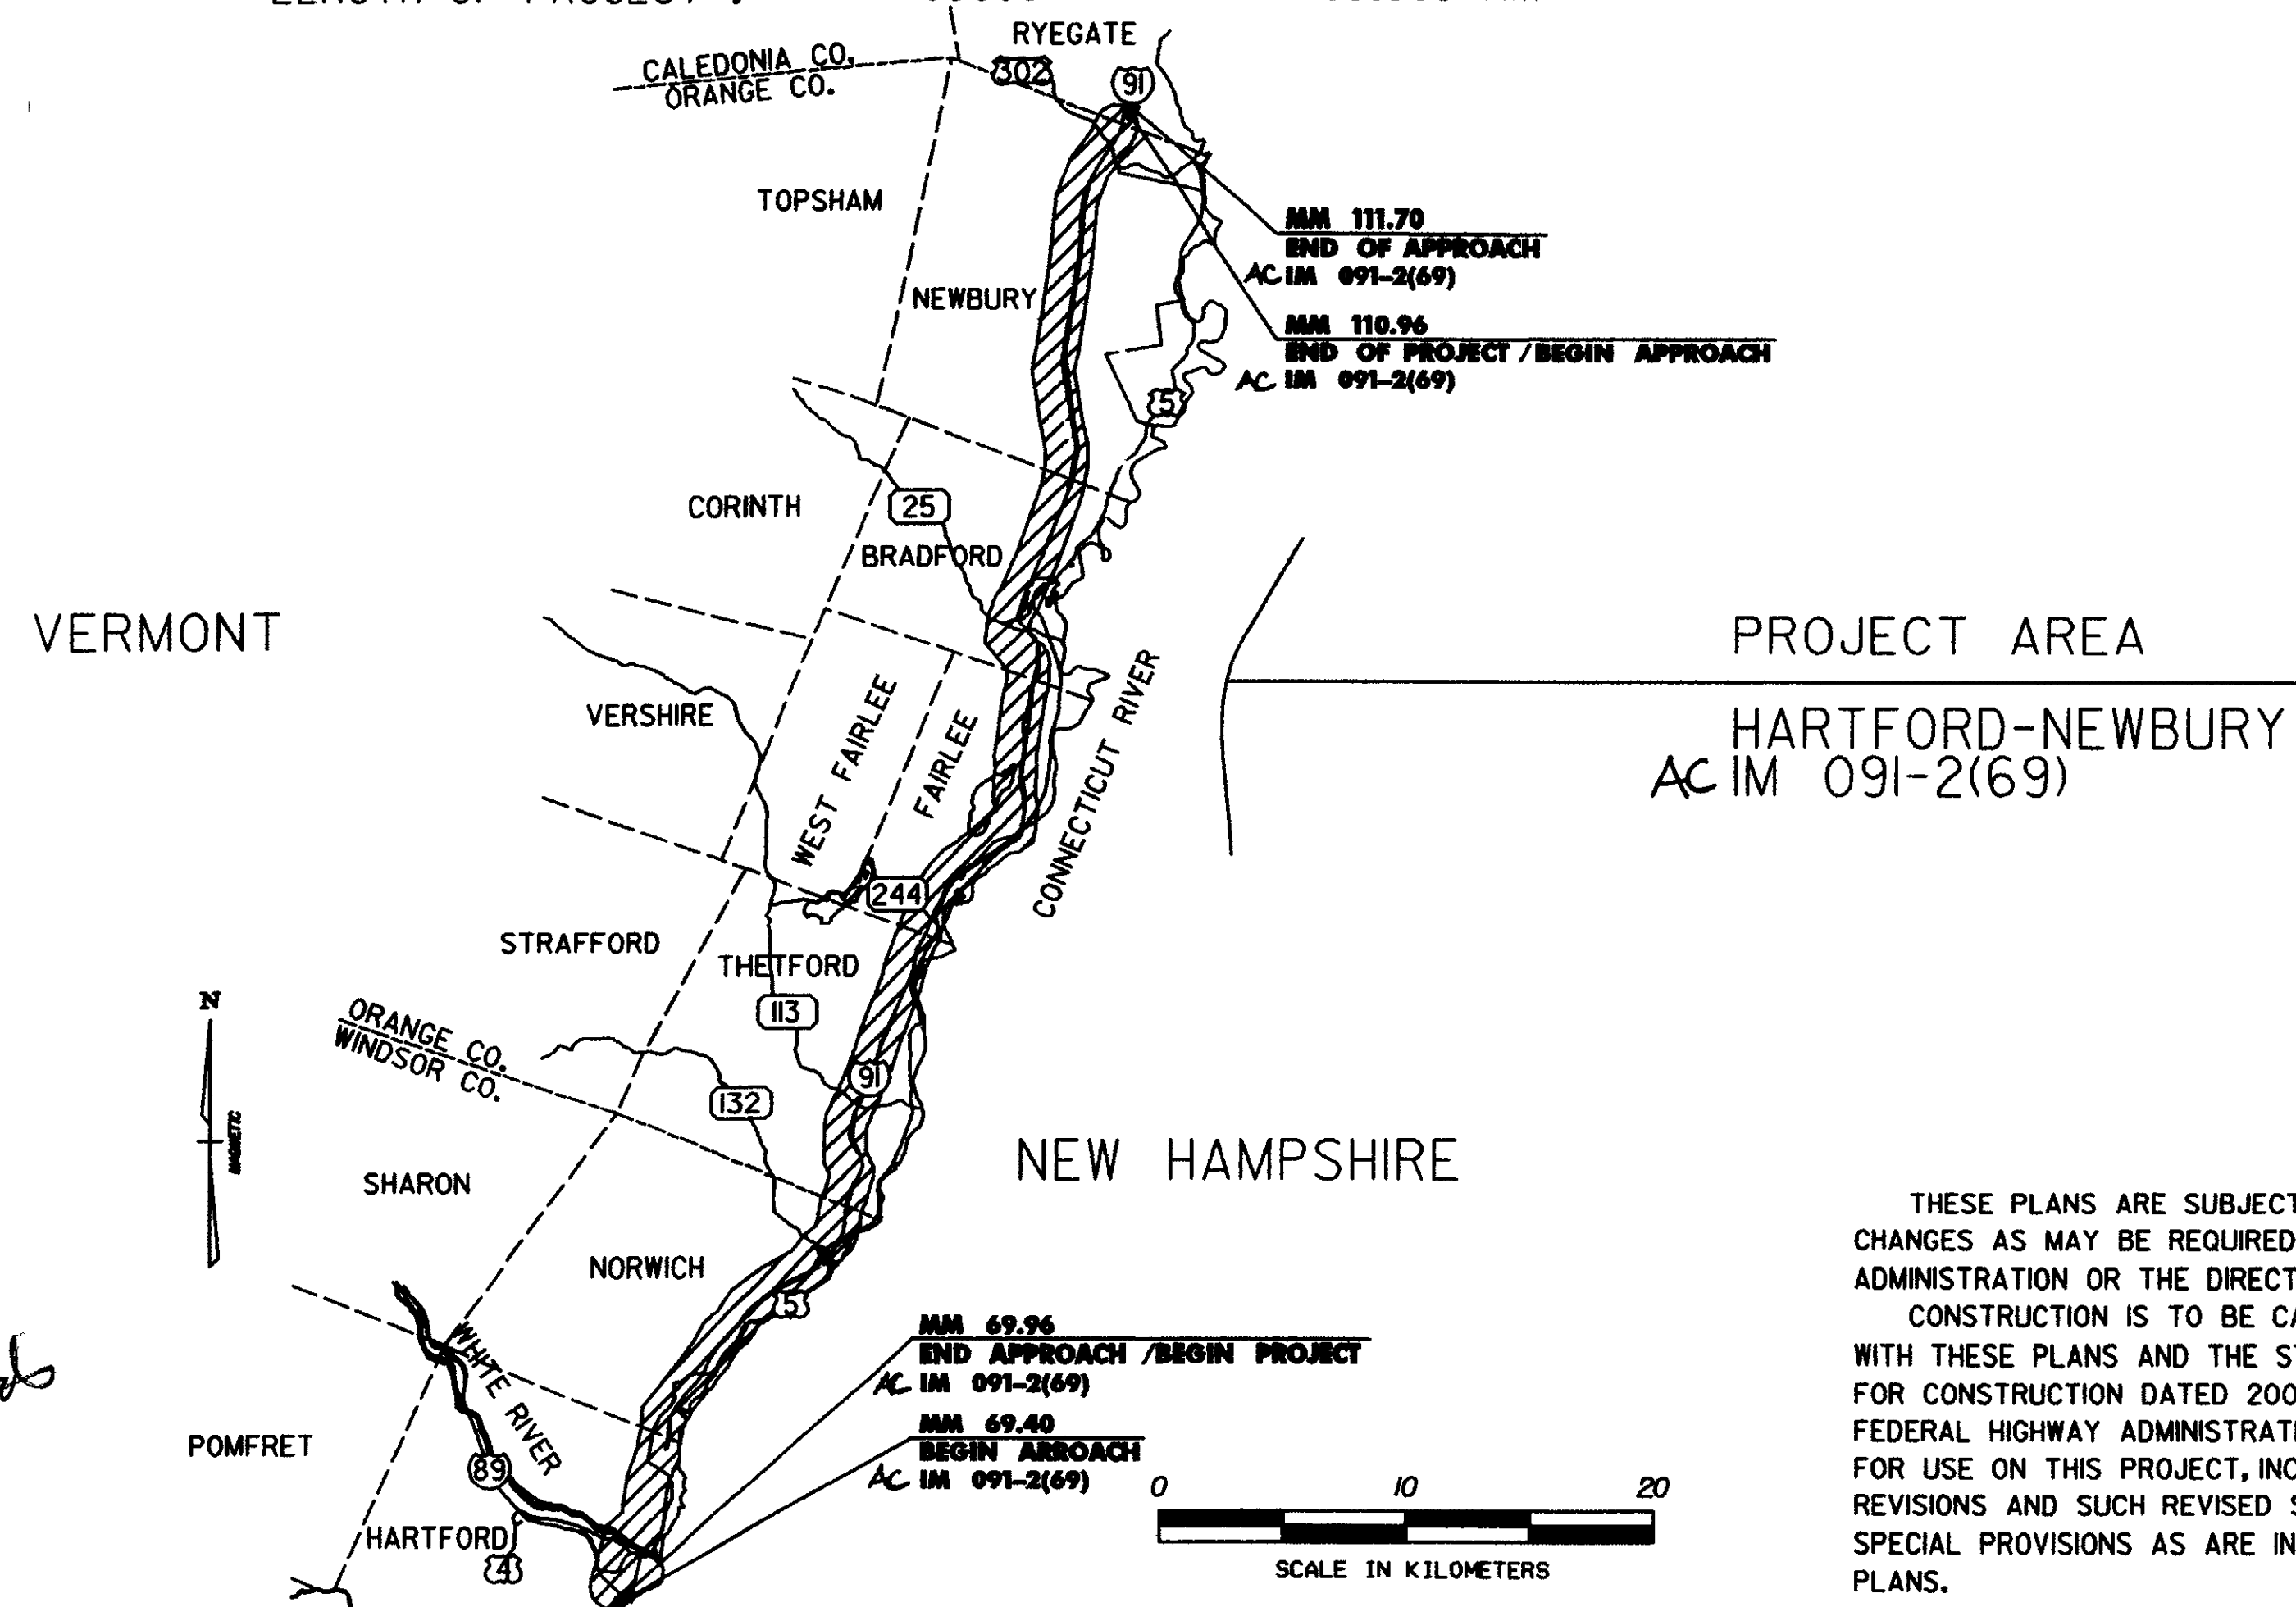 LENGTH OF PROJECT :
RYEGATE
CALEDONIA CO.
ORANGE CO.
302
91
TOPSHAM
MM 111.70
END OF APPROACH
AC IM 091-2(69)
NEWBURY
MM 110.96
END OF PROJECT / BEGIN APPROACH
AC IM 091-2(69)
5
CORINTH
25
BRADFORD
VERMONT
PROJECT AREA
HARTFORD-NEWBURY
AC IM 091-2(69)
VERSHIRE
WEST FAIRLEE
FAIRLEE
CONNECTICUT RIVER
244
STRAFFORD
THETFORD
113
N
MAGNETIC
ORANGE CO.
WINDSOR CO.
91
132
NEW HAMPSHIRE
SHARON
NORWICH
5
WHITE RIVER
MM 69.96
END APPROACH / BEGIN PROJECT
AC IM 091-2(69)
MM 69.40
BEGIN ARROACH
AC IM 091-2(69)
POMFRET
89
HARTFORD
4
0 10 20
SCALE IN KILOMETERS
THESE PLANS ARE SUBJECT
CHANGES AS MAY BE REQUIRED
ADMINISTRATION OR THE DIRECT
CONSTRUCTION IS TO BE CA
WITH THESE PLANS AND THE ST
FOR CONSTRUCTION DATED 200
FEDERAL HIGHWAY ADMINISTRATI
FOR USE ON THIS PROJECT, INC
REVISIONS AND SUCH REVISED S
SPECIAL PROVISIONS AS ARE IN
PLANS.